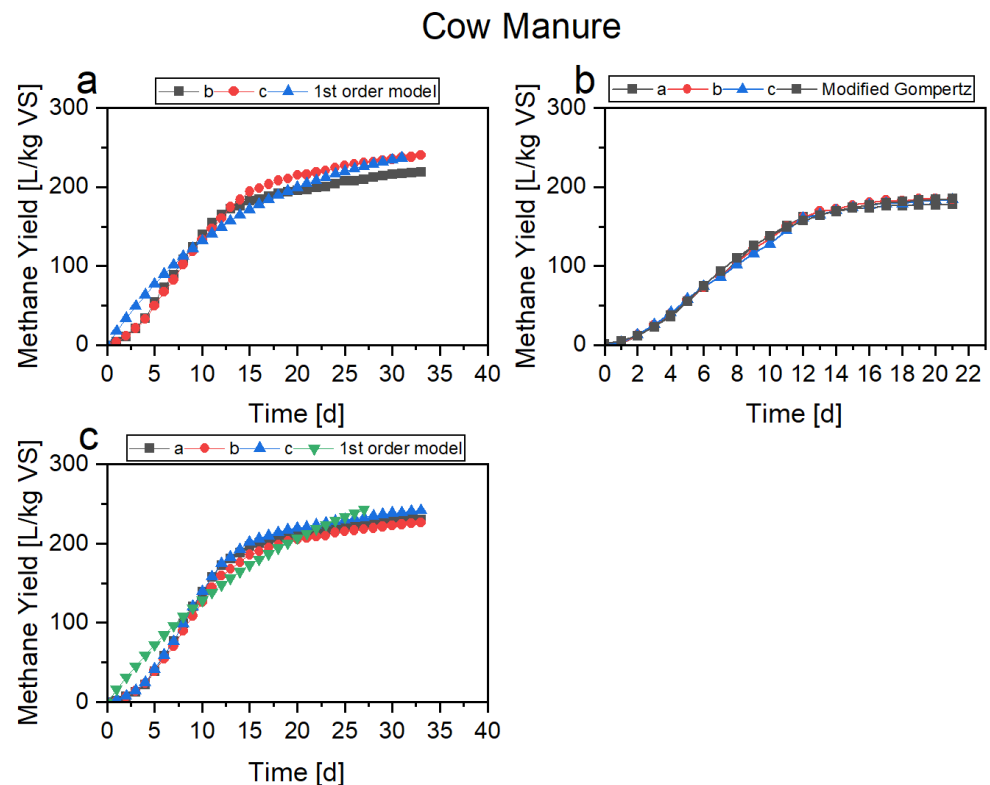 Cow Manure
a
b c 1st order model
300
200
100
0
Methane Yield [L/kg VS]
0 5 10 15 20 25 30 35 40
Time [d]
b
a b c Modified Gompertz
300
200
100
0
Methane Yield [L/kg VS]
0 2 4 6 8 10 12 14 16 18 20 22
Time [d]
c
a b c 1st order model
300
200
100
0
Methane Yield [L/kg VS]
0 5 10 15 20 25 30 35 40
Time [d]